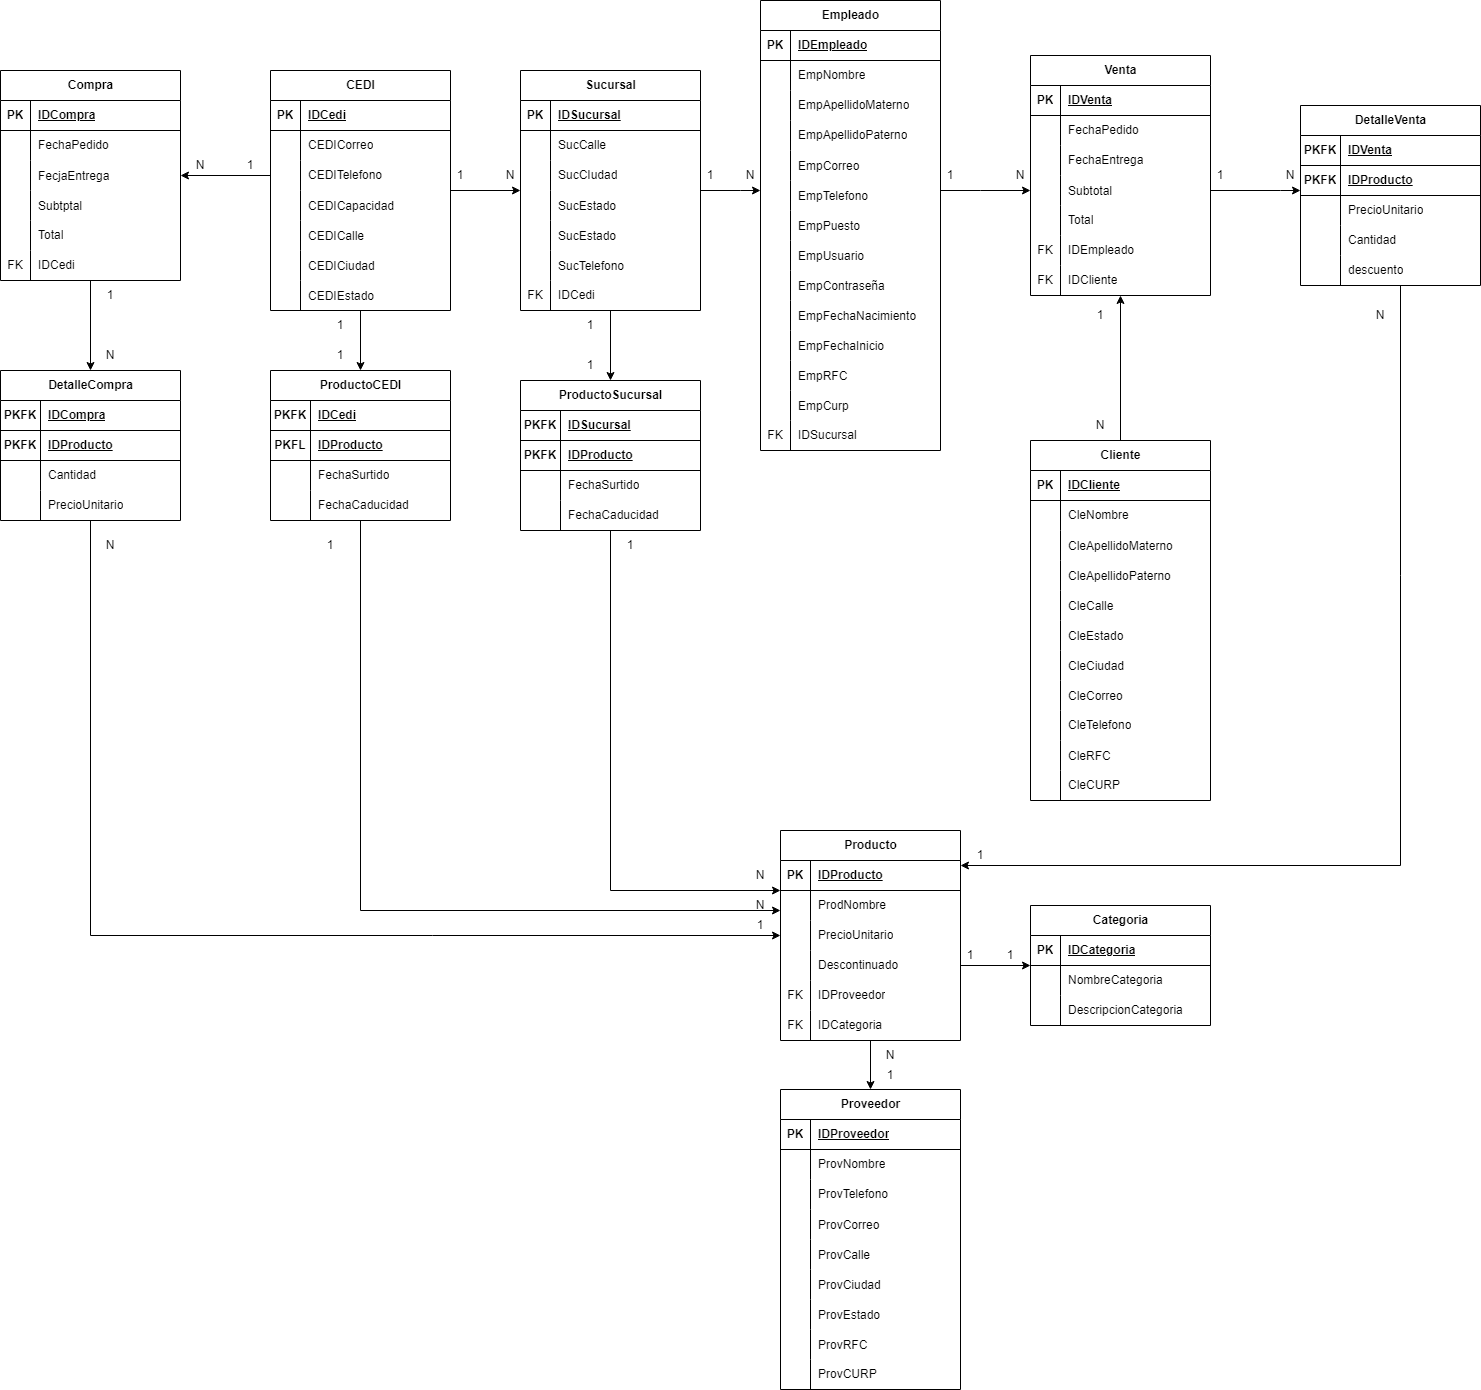 Compra
PK IDCompra
FechaPedido
FecjaEntrega
Subtptal
Total
FK IDCedi
N 1
CEDI
PK IDCedi
CEDICorreo
CEDITelefono
CEDICapacidad
CEDICalle
CEDICiudad
CEDIEstado
1 N
Sucursal
PK IDSucursal
SucCalle
SucCIudad
SucEstado
SucEstado
SucTelefono
FK IDCedi
1 N
Empleado
PK IDEmpleado
EmpNombre
EmpApellidoMaterno
EmpApellidoPaterno
EmpCorreo
EmpTelefono
EmpPuesto
EmpUsuario
EmpContraseña
EmpFechaNacimiento
EmpFechaInicio
EmpRFC
EmpCurp
FK IDSucursal
1 N
Venta
PK IDVenta
FechaPedido
FechaEntrega
Subtotal
Total
FK IDEmpleado
FK IDCliente
1 N
DetalleVenta
PKFK IDVenta
PKFK IDProducto
PrecioUnitario
Cantidad
descuento
N
1
N
DetalleCompra
PKFK IDCompra
PKFK IDProducto
Cantidad
PrecioUnitario
N
1
1
ProductoCEDI
PKFK IDCedi
PKFL IDProducto
FechaSurtido
FechaCaducidad
1
1
1
ProductoSucursal
PKFK IDSucursal
PKFK IDProducto
FechaSurtido
FechaCaducidad
1
1
N
Cliente
PK IDCliente
CleNombre
CleApellidoMaterno
CleApellidoPaterno
CleCalle
CleEstado
CleCiudad
CleCorreo
CleTelefono
CleRFC
CleCURP
N
N
1
Producto
PK IDProducto
ProdNombre
PrecioUnitario
Descontinuado
FK IDProveedor
FK IDCategoria
1
1 1
Categoria
PK IDCategoria
NombreCategoria
DescripcionCategoria
N
1
Proveedor
PK IDProveedor
ProvNombre
ProvTelefono
ProvCorreo
ProvCalle
ProvCiudad
ProvEstado
ProvRFC
ProvCURP